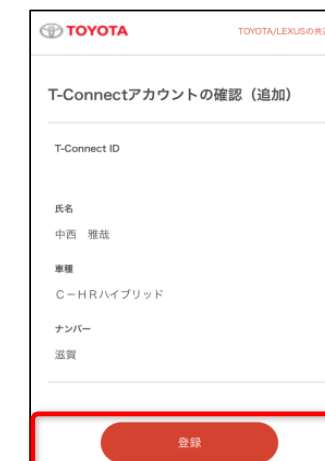 TOYOTA
TOYOTA/LEXUSの共
T-Connectアカウントの確認（追加）
T-Connect ID
氏名
中西　雅哉
車種
C－HRハイブリッド
ナンバー
滋賀
登録